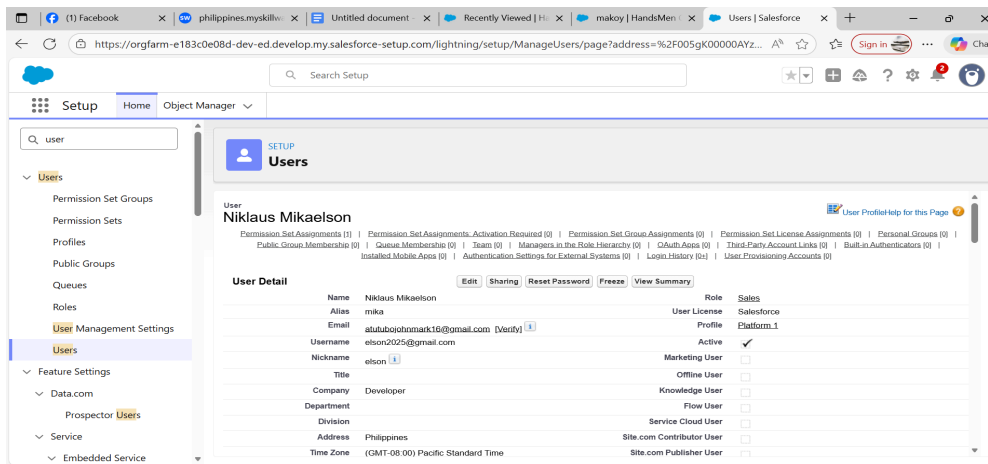 (1) Facebook
philippines.myskillw
Untitled document -
Recently Viewed | Ha
makoy | HandsMen
Users | Salesforce
https://orgfarm-e183c0e08d-dev-ed.develop.my.salesforce-setup.com/lightning/setup/ManageUsers/page?address=%2F005gK00000AYz...
Sign in
Cha
Search Setup
2
Setup
Home
Object Manager
user
Users
Permission Set Groups
Permission Sets
Profiles
Public Groups
Queues
Roles
User Management Settings
Users
Feature Settings
Data.com
Prospector Users
Service
Embedded Service
SETUP
Users
User
Niklaus Mikaelson
User Profile
Help for this Page
Permission Set Assignments [1] | Permission Set Assignments: Activation Required [0] | Permission Set Group Assignments [0] | Permission Set License Assignments [0] | Personal Groups [0] |
Public Group Membership [0] | Queue Membership [0] | Team [0] | Managers in the Role Hierarchy [0] | OAuth Apps [0] | Third-Party Account Links [0] | Built-in Authenticators [0] |
Installed Mobile Apps [0] | Authentication Settings for External Systems [0] | Login History [0+] | User Provisioning Accounts [0]
User Detail
Edit Sharing Reset Password Freeze View Summary
Name Niklaus Mikaelson Role Sales
Alias mika User License Salesforce
Email atutubojohnmark16@gmail.com [Verify] i Profile Platform 1
Username elson2025@gmail.com Active
Nickname elson i Marketing User
Title Offline User
Company Developer Knowledge User
Department Flow User
Division Service Cloud User
Address Philippines Site.com Contributor User
Time Zone (GMT-08:00) Pacific Standard Time Site.com Publisher User